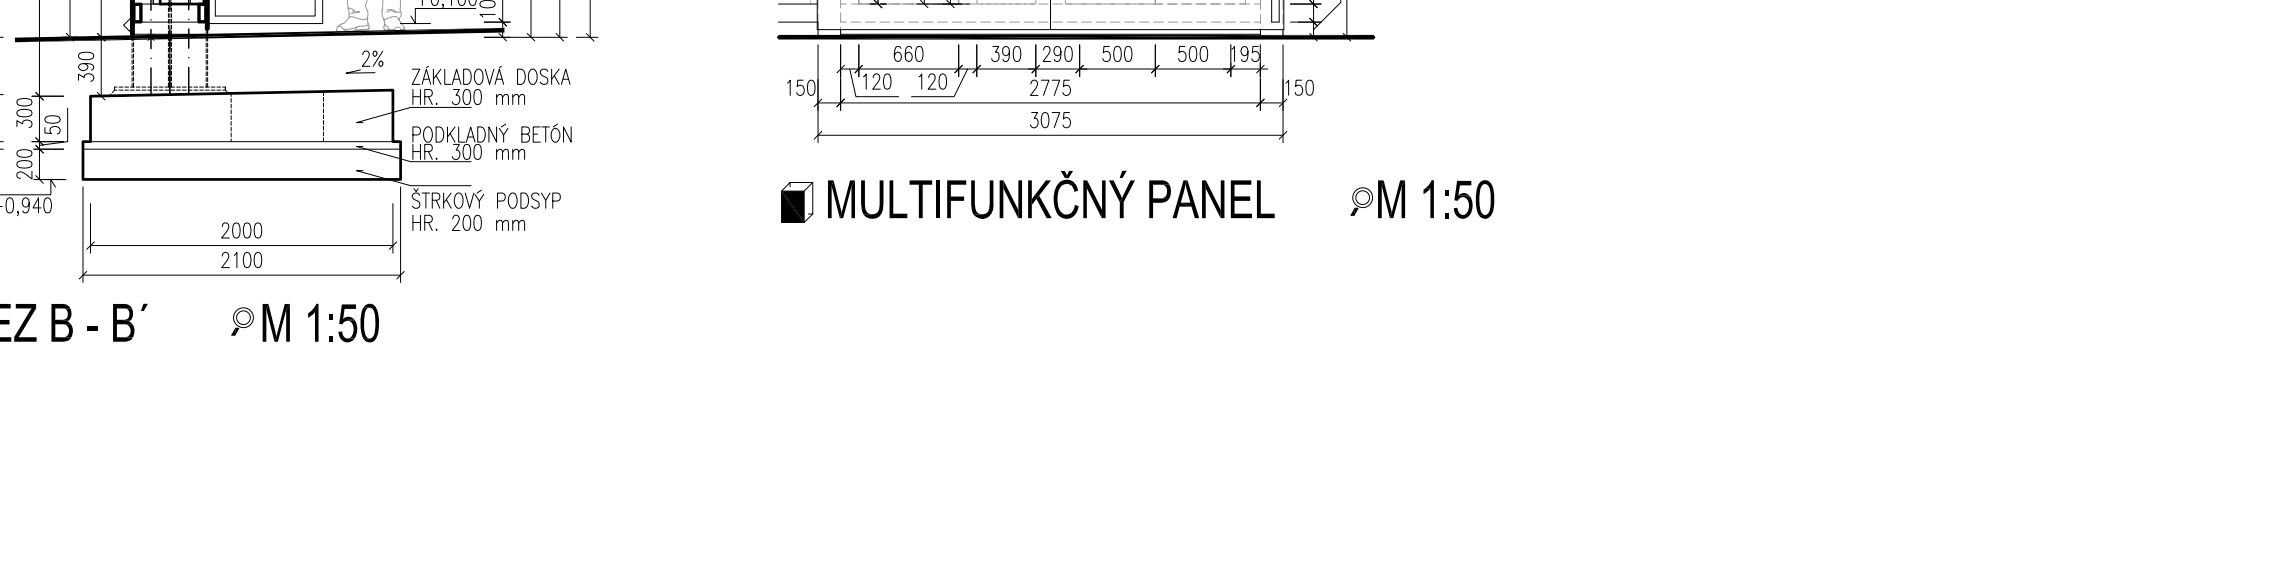 2%
390
ZÁKLADOVÁ DOSKA
HR. 300 mm
300
50
PODKLADNÝ BETÓN
HR. 300 mm
200
ŠTRKOVÝ PODSYP
HR. 200 mm
-0,940
2000
2100
EZ B - B´
M 1:50
660
390
290
500
500
195
120
120
150
2775
150
3075
MULTIFUNKČNÝ PANEL
M 1:50